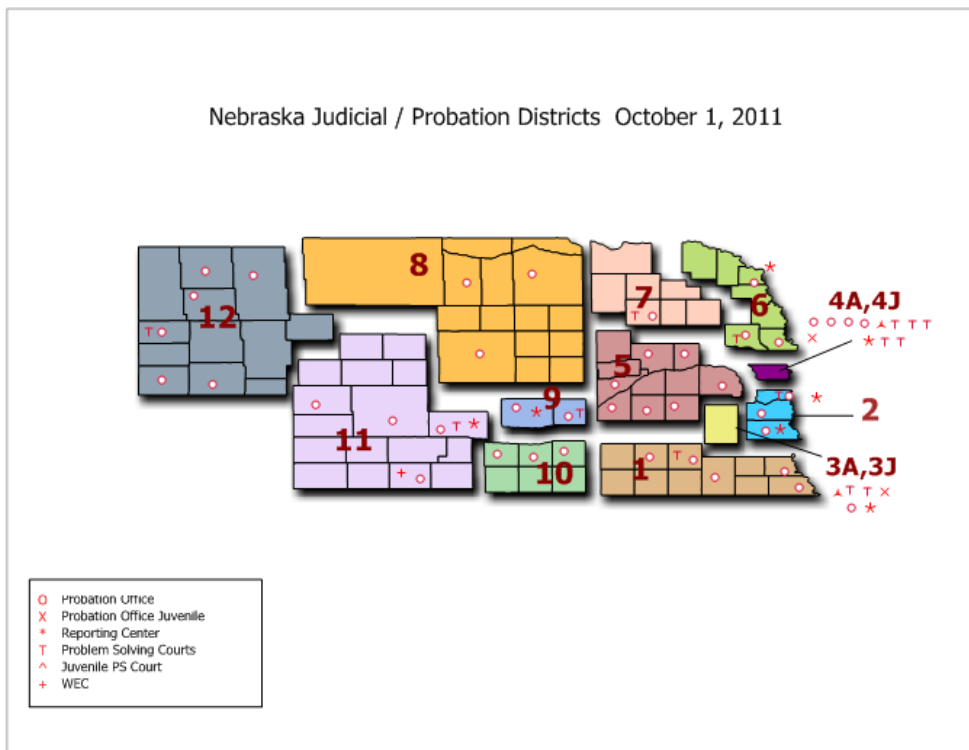 Nebraska Judicial / Probation Districts October 1, 2011
8
7
6
12
4A,4J
5
9
2
11
10
1
3A,3J
O Probation Office
X Probation Office Juvenile
* Reporting Center
T Problem Solving Courts
^ Juvenile PS Court
+ WEC